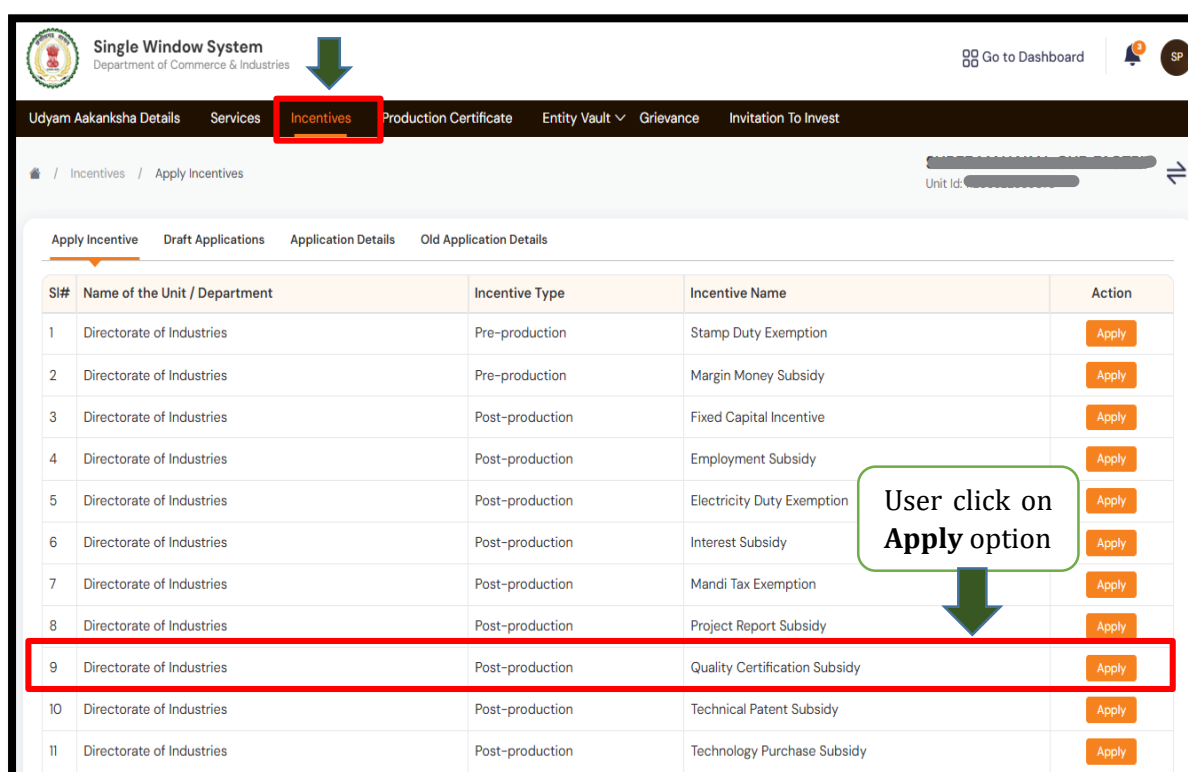 Single Window System
Department of Commerce & Industries
Go to Dashboard
3
SP
Udyam Aakanksha Details Services Incentives Production Certificate Entity Vault Grievance Invitation To Invest
/ Incentives / Apply Incentives
Unit Id:
Apply Incentive Draft Applications Application Details Old Application Details
Sl# Name of the Unit / Department Incentive Type Incentive Name Action
1 Directorate of Industries Pre-production Stamp Duty Exemption Apply
2 Directorate of Industries Pre-production Margin Money Subsidy Apply
3 Directorate of Industries Post-production Fixed Capital Incentive Apply
4 Directorate of Industries Post-production Employment Subsidy Apply
5 Directorate of Industries Post-production Electricity Duty Exemption Apply
6 Directorate of Industries Post-production Interest Subsidy Apply
User click on
Apply option
7 Directorate of Industries Post-production Mandi Tax Exemption Apply
8 Directorate of Industries Post-production Project Report Subsidy Apply
9 Directorate of Industries Post-production Quality Certification Subsidy Apply
10 Directorate of Industries Post-production Technical Patent Subsidy Apply
11 Directorate of Industries Post-production Technology Purchase Subsidy Apply